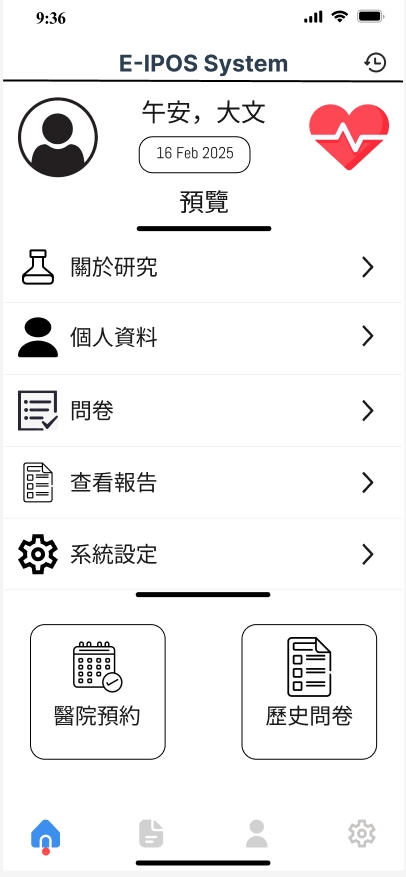 9:36
E-IPOS System
午安，大文
16 Feb 2025
預覽
關於研究
個人資料
問卷
查看報告
系統設定
醫院預約
歷史問卷